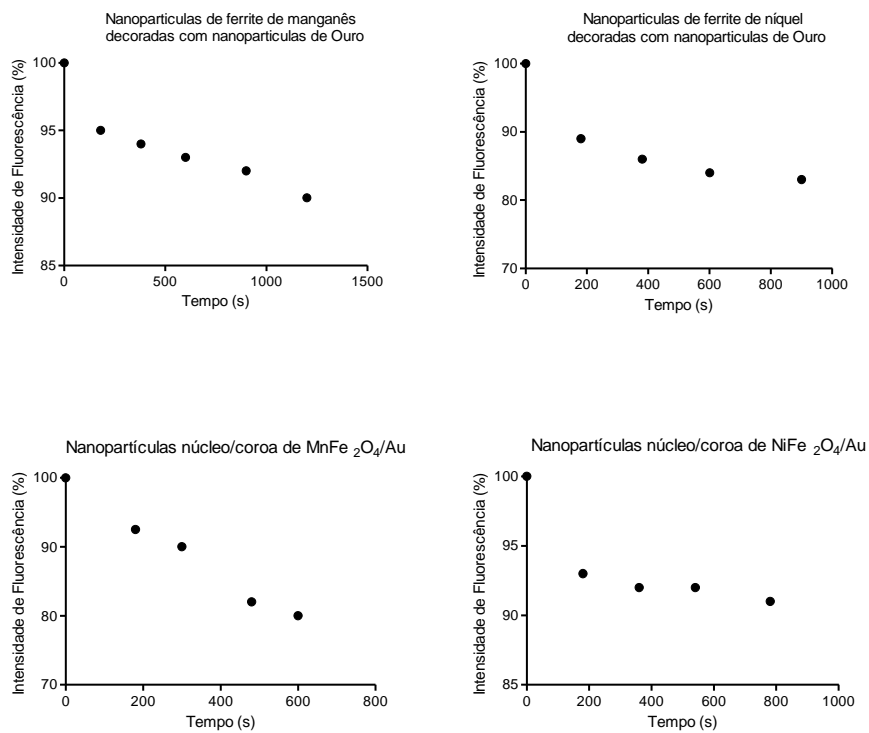 Nanoparticulas de ferrite de manganês
decoradas com nanoparticulas de Ouro
Intensidade de Fluorescência (%)
100
95
90
85
0 500 1000 1500
Tempo (s)
Nanoparticulas de ferrite de níquel
decoradas com nanoparticulas de Ouro
Intensidade de Fluorescência (%)
100
90
80
70
0 200 400 600 800 1000
Tempo (s)
Nanopartículas núcleo/coroa de MnFe ₂O₄/Au
Intensidade de Fluorescência (%)
100
90
80
70
0 200 400 600 800
Tempo (s)
Nanopartículas núcleo/coroa de NiFe ₂O₄/Au
Intensidade de Fluorescência (%)
100
95
90
85
0 200 400 600 800 1000
Tempo (s)